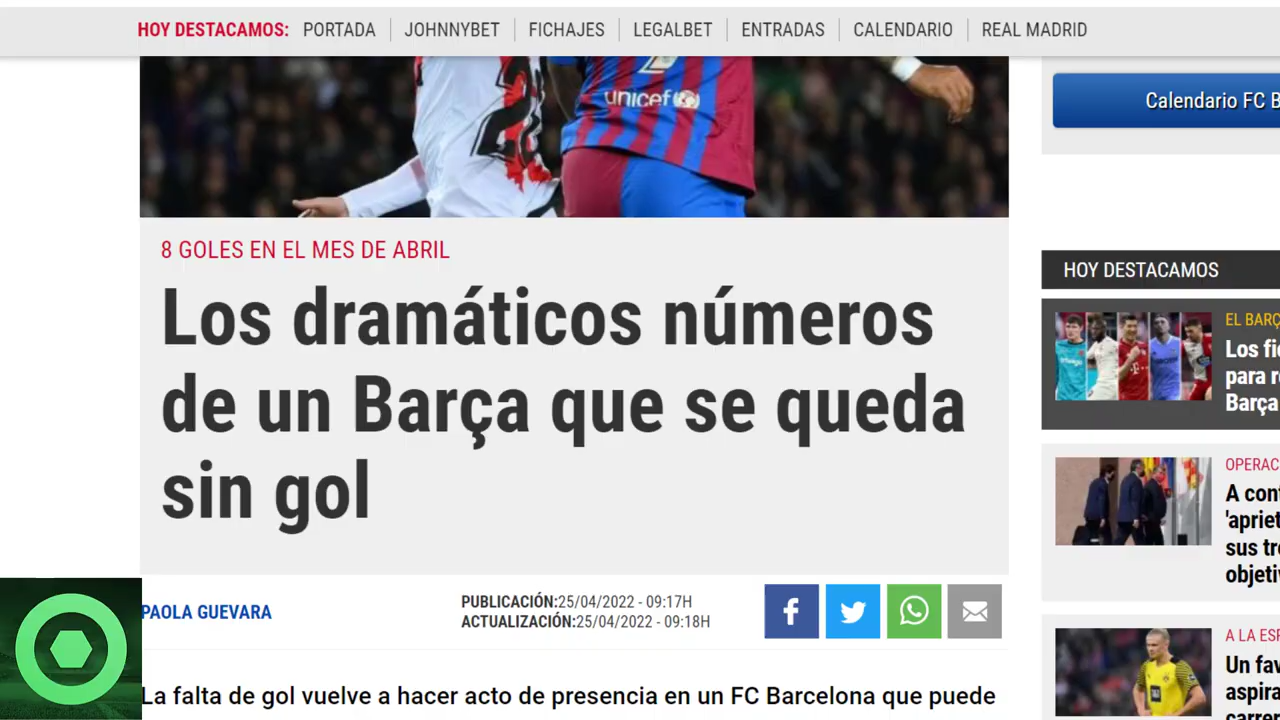 HOY DESTACAMOS: PORTADA JOHNNYBET FICHAJES LEGALBET ENTRADAS CALENDARIO REAL MADRID
unicef
Calendario FC B
8 GOLES EN EL MES DE ABRIL
Los dramáticos números
de un Barça que se queda
sin gol
PAOLA GUEVARA
PUBLICACIÓN:25/04/2022 - 09:17H
ACTUALIZACIÓN:25/04/2022 - 09:18H
La falta de gol vuelve a hacer acto de presencia en un FC Barcelona que puede
HOY DESTACAMOS
EL BARÇ
Los fi
para r
Barça
OPERAC
A con
'apriet
sus tr
objeti
A LA ESP
Un fav
aspira
carrer